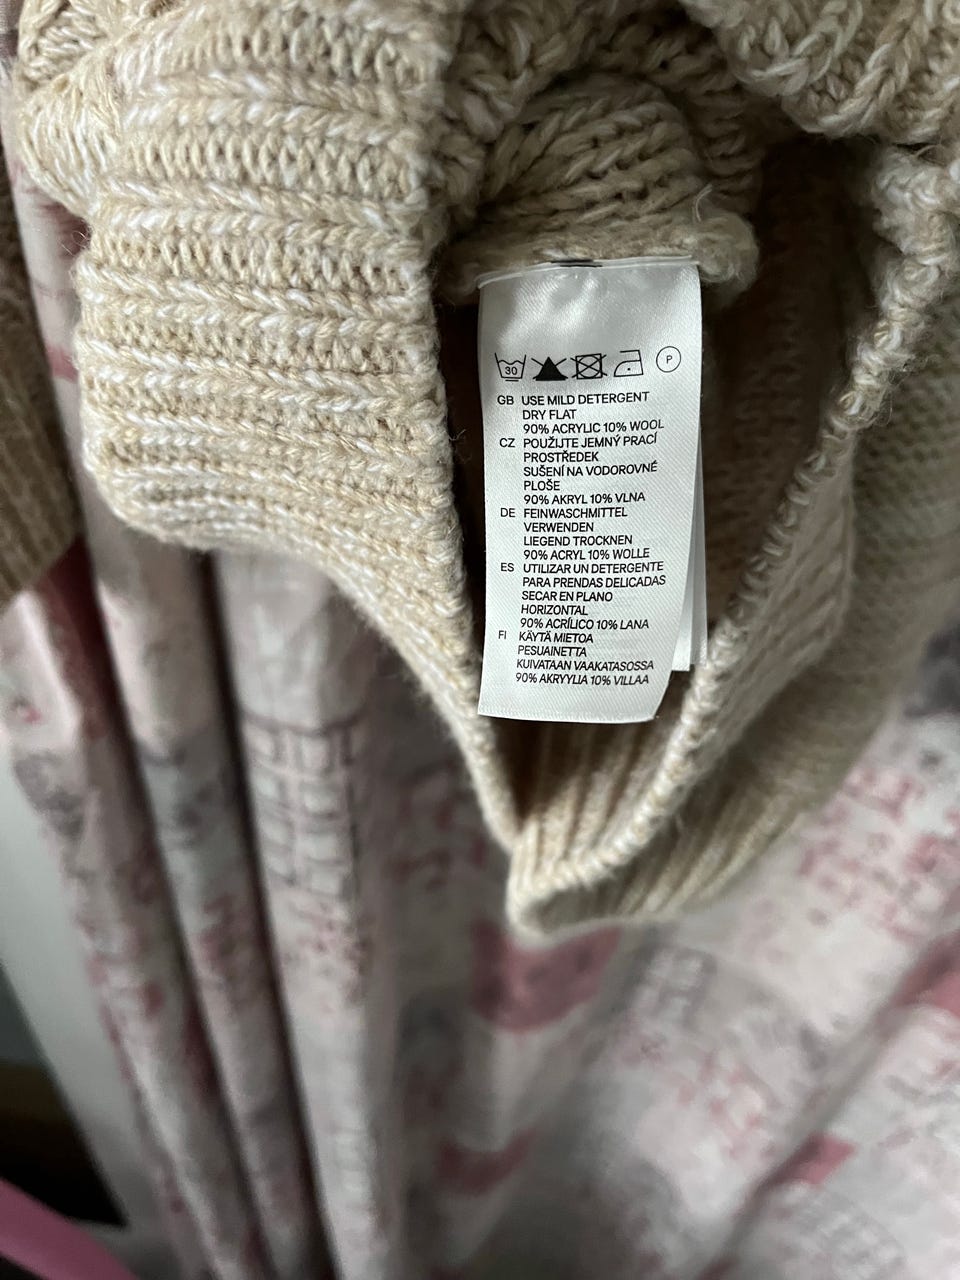 30 P
GB USE MILD DETERGENT
DRY FLAT
90% ACRYLIC 10% WOOL
CZ POUŽIJTE JEMNÝ PRACÍ
PROSTŘEDEK
SUŠENÍ NA VODOROVNÉ
PLOŠE
90% AKRYL 10% VLNA
DE FEINWASCHMITTEL
VERWENDEN
LIEGEND TROCKNEN
90% ACRYL 10% WOLLE
ES UTILIZAR UN DETERGENTE
PARA PRENDAS DELICADAS
SECAR EN PLANO
HORIZONTAL
90% ACRÍLICO 10% LANA
FI KÄYTÄ MIETOA
PESUAINETTA
KUIVATAAN VAAKATASOSSA
90% AKRYYLIA 10% VILLAA